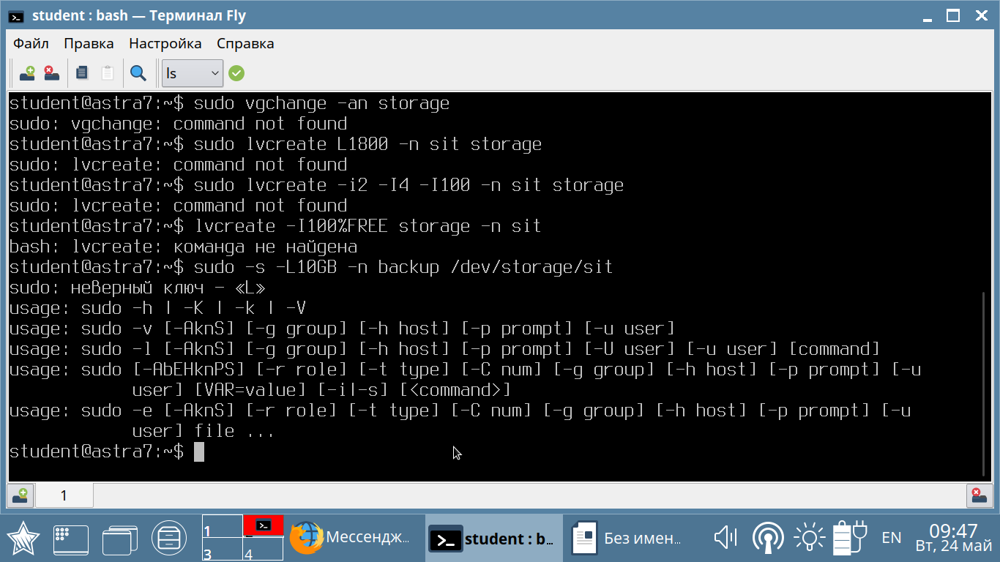 student : bash — Терминал Fly
Файл Правка Настройка Справка
ls
student@astra7:~$ sudo vgchange -an storage
sudo: vgchange: command not found
student@astra7:~$ sudo lvcreate L1800 -n sit storage
sudo: lvcreate: command not found
student@astra7:~$ sudo lvcreate -i2 -I4 -I100 -n sit storage
sudo: lvcreate: command not found
student@astra7:~$ lvcreate -I100%FREE storage -n sit
bash: lvcreate: команда не найдена
student@astra7:~$ sudo -s -L10GB -n backup /dev/storage/sit
sudo: неверный ключ – «L»
usage: sudo -h | -K | -k | -V
usage: sudo -v [-AknS] [-g group] [-h host] [-p prompt] [-u user]
usage: sudo -l [-AknS] [-g group] [-h host] [-p prompt] [-U user] [-u user] [command]
usage: sudo [-AbEHknPS] [-r role] [-t type] [-C num] [-g group] [-h host] [-p prompt] [-u
user] [VAR=value] [-i|-s] [<command>]
usage: sudo -e [-AknS] [-r role] [-t type] [-C num] [-g group] [-h host] [-p prompt] [-u
user] file ...
student@astra7:~$
1
1
3 4
Мессендж...
student : b...
Без имен...
EN
09:47
Вт, 24 май